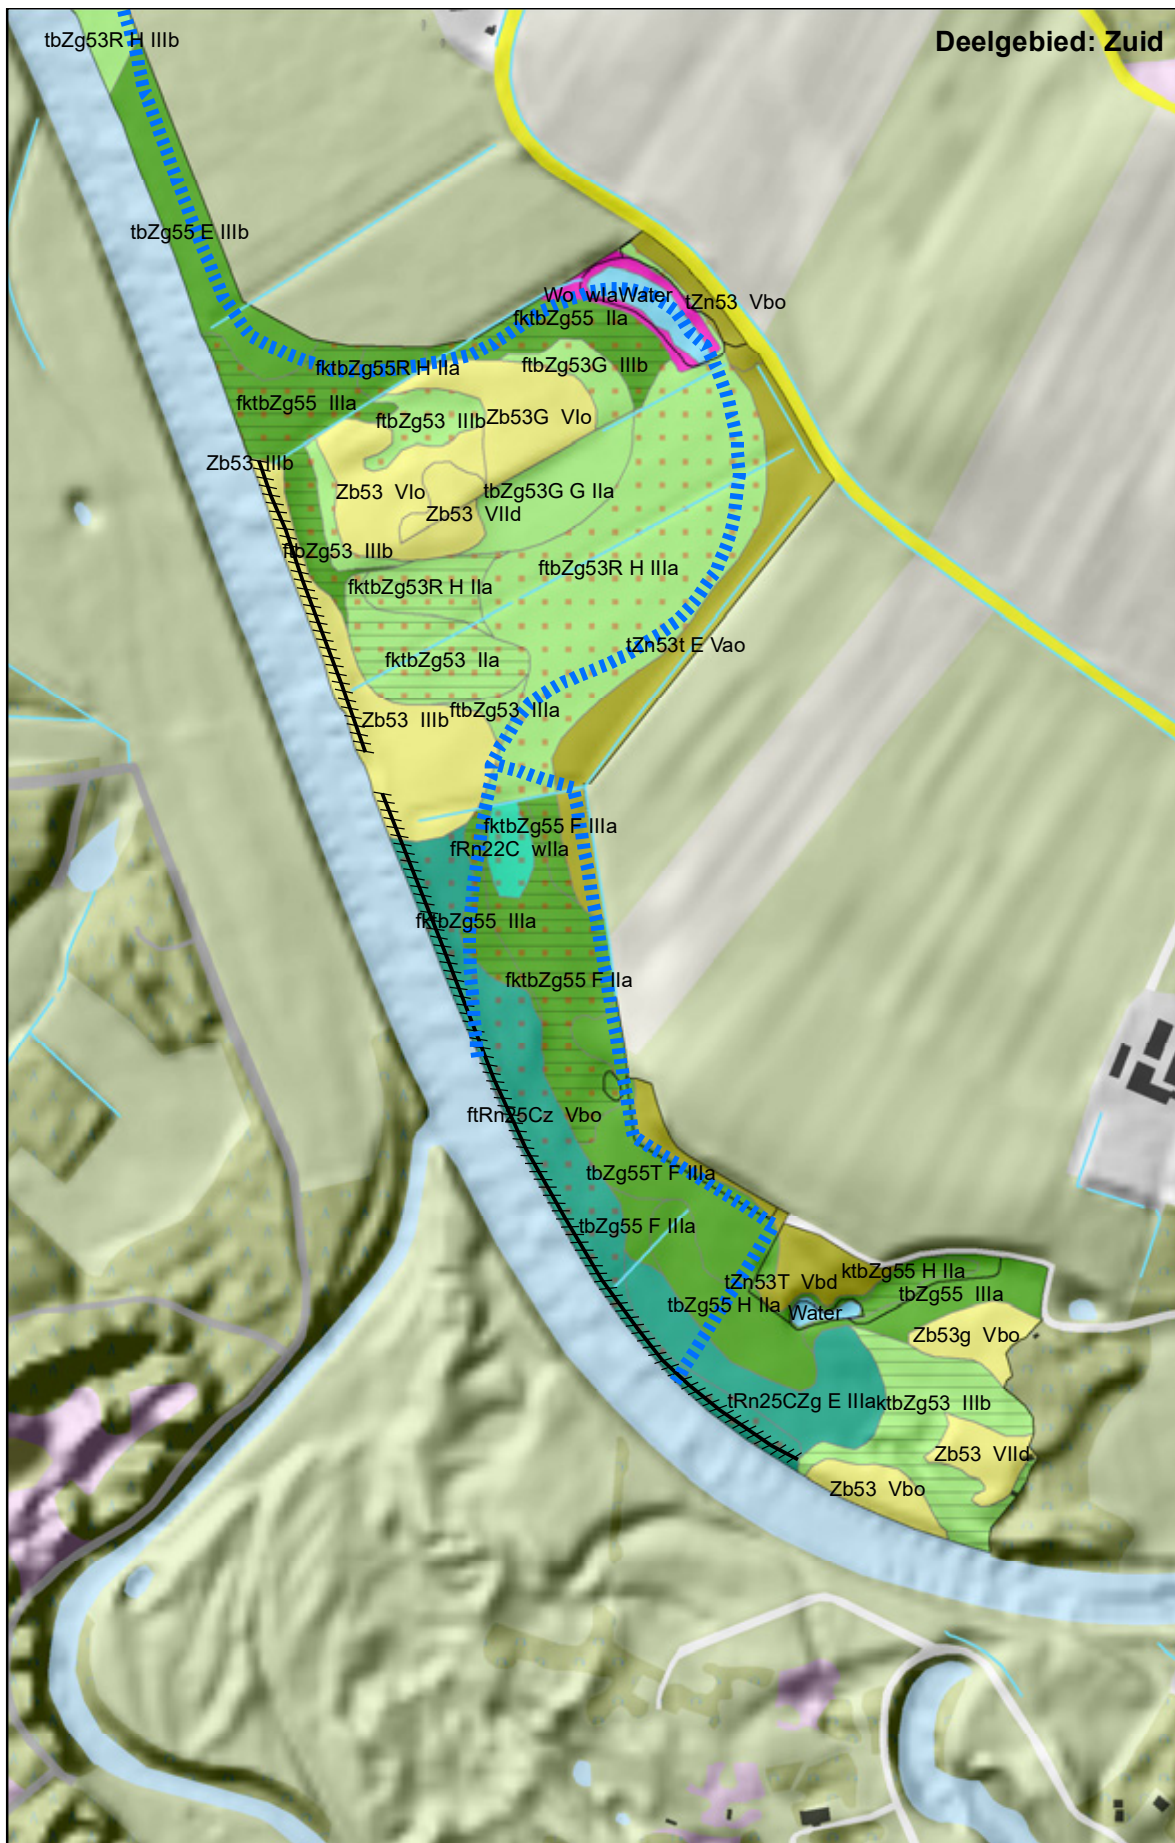 Deelgebied: Zuid
tbZg53R H IIIb
tbZg55 E IIIb
Wo wIaWater
tZn53 Vbo
fktbZg55 IIa
fktbZg55R H IIa
ftbZg53G IIIb
fktbZg55 IIIa
ftbZg53 IIIb
Zb53G VIo
Zb53 IIIb
Zb53 VIo
tbZg53G G IIa
Zb53 VIId
ftbZg53 IIIb
ftbZg53R H IIIa
fktbZg53R H IIa
tZn53t E Vao
fktbZg53 IIa
ftbZg53 IIIa
Zb53 IIIb
fktbZg55 F IIIa
fRn22C wIIa
fktbZg55 IIIa
fktbZg55 F IIa
ftRn25Cz Vbo
tbZg55T F IIIa
tbZg55 F IIIa
ktbZg55 H IIa
tZn53T Vbd
tbZg55 IIIa
tbZg55 H IIa
Water
Zb53g Vbo
tRn25CZg E IIIa
ktbZg53 IIIb
Zb53 VIId
Zb53 Vbo